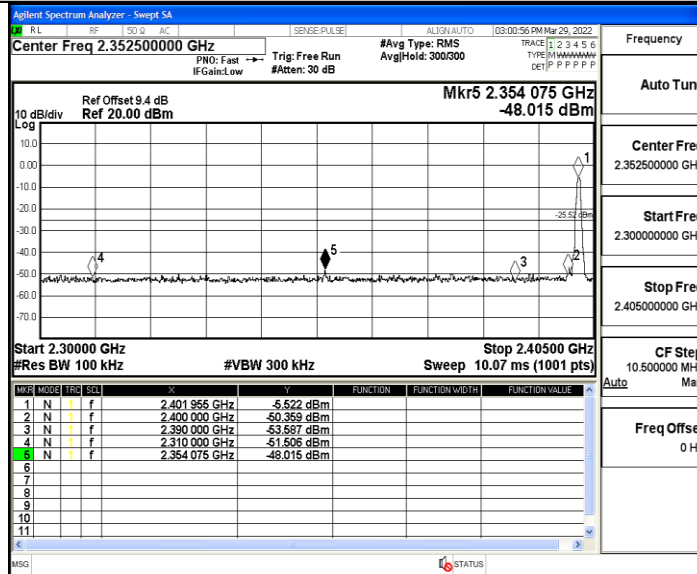 Agilent Spectrum Analyzer - Swept SA
RL RF 50 Ω AC SENSE:PULSE ALIGN AUTO 03:00:56 PM Mar 29, 2022
Center Freq 2.352500000 GHz
#Avg Type: RMS
TRACE 1 2 3 4 5 6
PNO: Fast Trig: Free Run Avg|Hold: 300/300
TYPE M WWWWW
IFGain:Low #Atten: 30 dB
DET P P P P P P
Mkr5 2.354 075 GHz
-48.015 dBm
Ref Offset 9.4 dB
10 dB/div Ref 20.00 dBm
Log
10.0
0.00
-10.0
-20.0
-25.52 dBm
-30.0
-40.0
-50.0
-60.0
-70.0
1
2
3
4
5
Start 2.30000 GHz Stop 2.40500 GHz
#Res BW 100 kHz #VBW 300 kHz Sweep 10.07 ms (1001 pts)
MKR MODE TRC SCL X Y FUNCTION FUNCTION WIDTH FUNCTION VALUE
1 N 1 f 2.401 955 GHz -5.522 dBm
2 N 1 f 2.400 000 GHz -50.359 dBm
3 N 1 f 2.390 000 GHz -53.587 dBm
4 N 1 f 2.310 000 GHz -51.506 dBm
5 N 1 f 2.354 075 GHz -48.015 dBm
6
7
8
9
10
11
MSG STATUS
Frequency
Auto Tun
Center Fre
2.352500000 GH
Start Fre
2.300000000 GH
Stop Fre
2.405000000 GH
CF Step
10.500000 MH
Auto Ma
Freq Offse
0 H